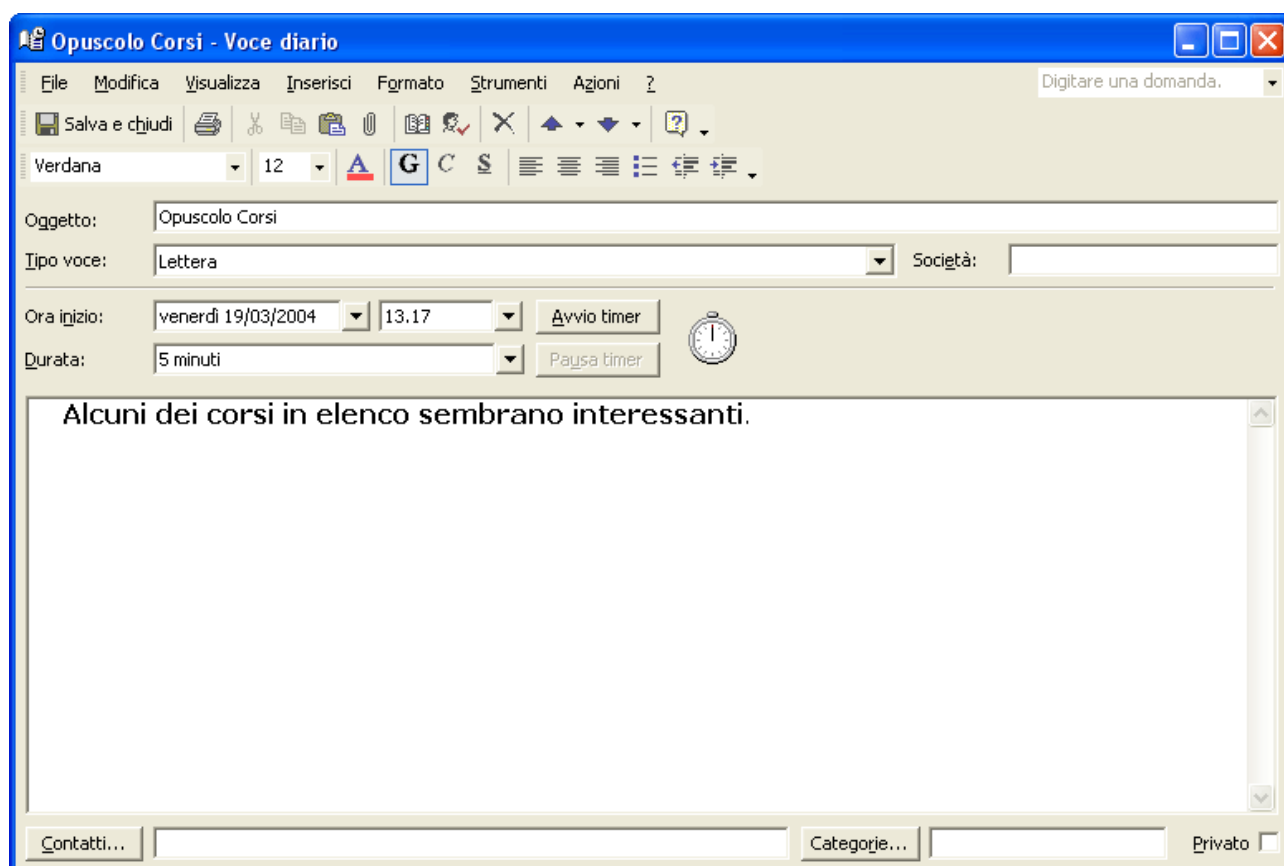 Opuscolo Corsi - Voce diario
File Modifica Visualizza Inserisci Formato Strumenti Azioni ? Digitare una domanda.
Salva e chiudi
Verdana 12 A G C S
Oggetto: Opuscolo Corsi
Tipo voce: Lettera Società:
Ora inizio: venerdì 19/03/2004 13.17 Avvio timer
Durata: 5 minuti Pausa timer
Alcuni dei corsi in elenco sembrano interessanti.
Contatti... Categorie... Privato